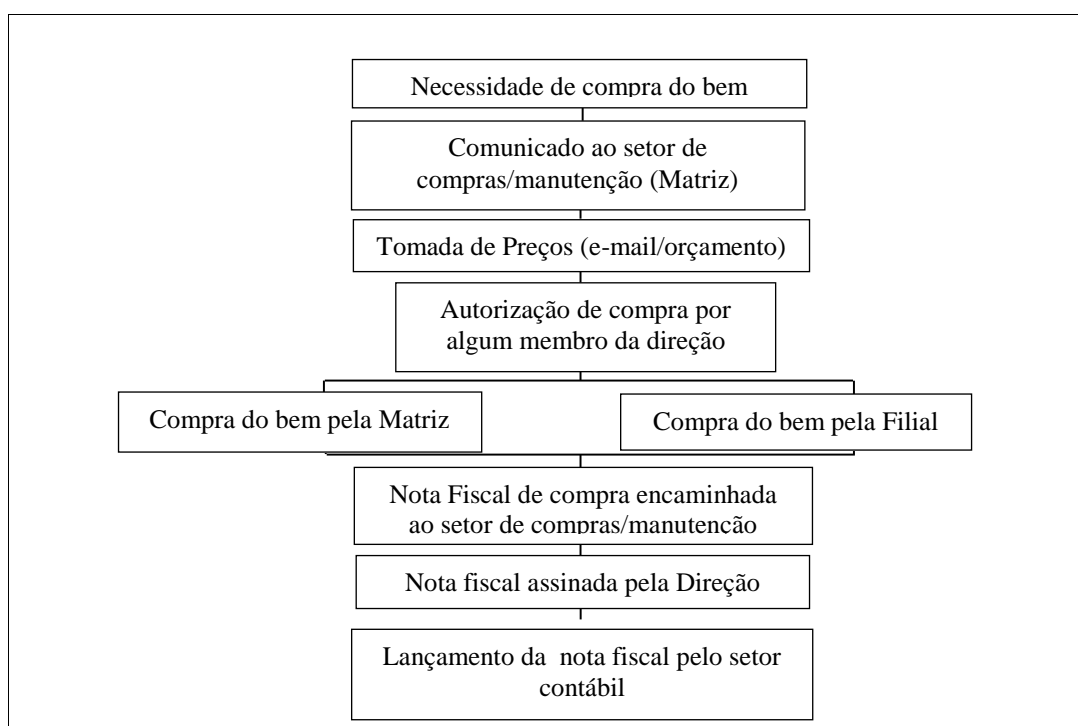 Necessidade de compra do bem
Comunicado ao setor de
compras/manutenção (Matriz)
Tomada de Preços (e-mail/orçamento)
Autorização de compra por
algum membro da direção
Compra do bem pela Matriz
Compra do bem pela Filial
Nota Fiscal de compra encaminhada
ao setor de compras/manutenção
Nota fiscal assinada pela Direção
Lançamento da nota fiscal pelo setor
contábil